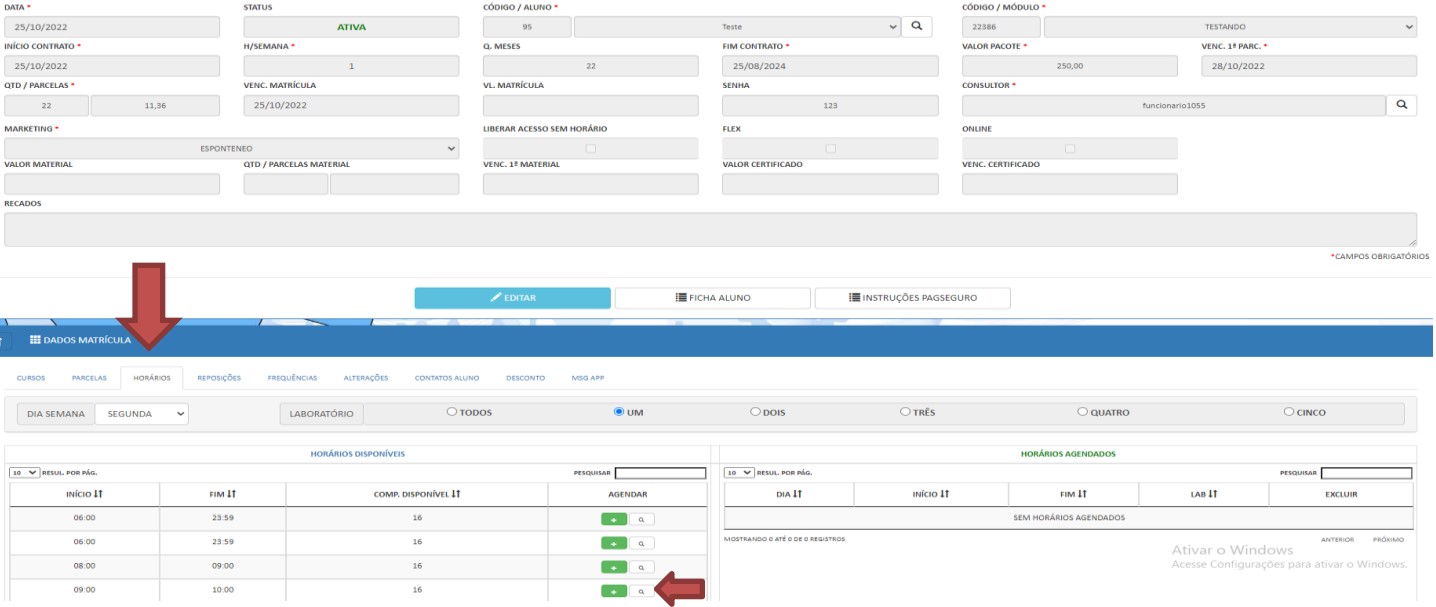 DATA * STATUS CÓDIGO / ALUNO * CÓDIGO / MÓDULO *
25/10/2022 ATIVA 95 Teste 22386 TESTANDO
INÍCIO CONTRATO * H/SEMANA * Q. MESES FIM CONTRATO * VALOR PACOTE * VENC. 1ª PARC. *
25/10/2022 1 22 25/08/2024 250,00 28/10/2022
QTD / PARCELAS * VENC. MATRÍCULA VL. MATRÍCULA SENHA CONSULTOR *
22 11,36 25/10/2022 123 funcionario1055
MARKETING * LIBERAR ACESSO SEM HORÁRIO FLEX ONLINE
ESPONTENEO
VALOR MATERIAL QTD / PARCELAS MATERIAL VENC. 1º MATERIAL VALOR CERTIFICADO VENC. CERTIFICADO
RECADOS
*CAMPOS OBRIGATÓRIOS
EDITAR FICHA ALUNO INSTRUÇÕES PAGSEGURO
DADOS MATRÍCULA
CURSOS PARCELAS HORÁRIOS REPOSIÇÕES FREQUÊNCIAS ALTERAÇÕES CONTATOS ALUNO DESCONTO MSG APP
DIA SEMANA SEGUNDA LABORATÓRIO TODOS UM DOIS TRÊS QUATRO CINCO
HORÁRIOS DISPONÍVEIS HORÁRIOS AGENDADOS
10 RESUL. POR PÁG. PESQUISAR 10 RESUL. POR PÁG. PESQUISAR
INÍCIO FIM COMP. DISPONÍVEL AGENDAR DIA INÍCIO FIM LAB EXCLUIR
06:00 23:59 16 SEM HORÁRIOS AGENDADOS
06:00 23:59 16 MOSTRANDO 0 ATÉ 0 DE 0 REGISTROS ANTERIOR PRÓXIMO
Ativar o Windows
08:00 09:00 16 Acesse Configurações para ativar o Windows.
09:00 10:00 16